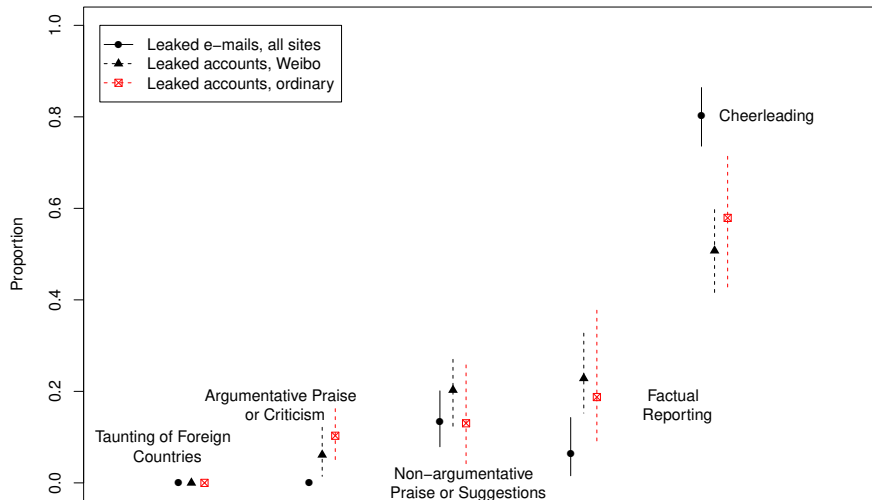 1.0
0.8
0.6
0.4
0.2
0.0
Proportion
Leaked e−mails, all sites
Leaked accounts, Weibo
Leaked accounts, ordinary
Cheerleading
Argumentative Praise
or Criticism
Factual
Reporting
Taunting of Foreign
Countries
Non−argumentative
Praise or Suggestions